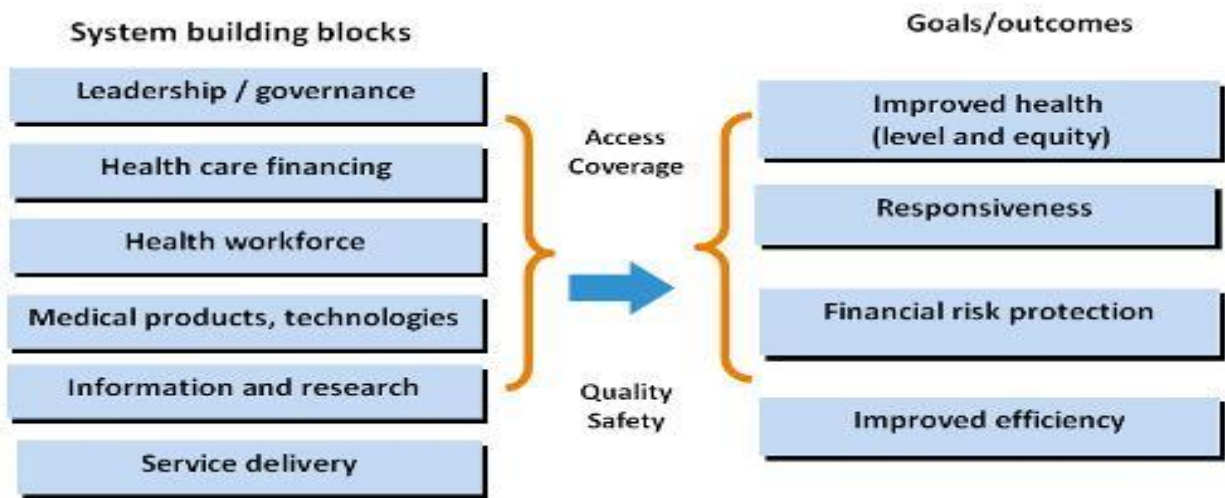 System building blocks
Leadership / governance
Health care financing
Health workforce
Medical products, technologies
Information and research
Service delivery
Access
Coverage
Quality
Safety
Goals/outcomes
Improved health
(level and equity)
Responsiveness
Financial risk protection
Improved efficiency